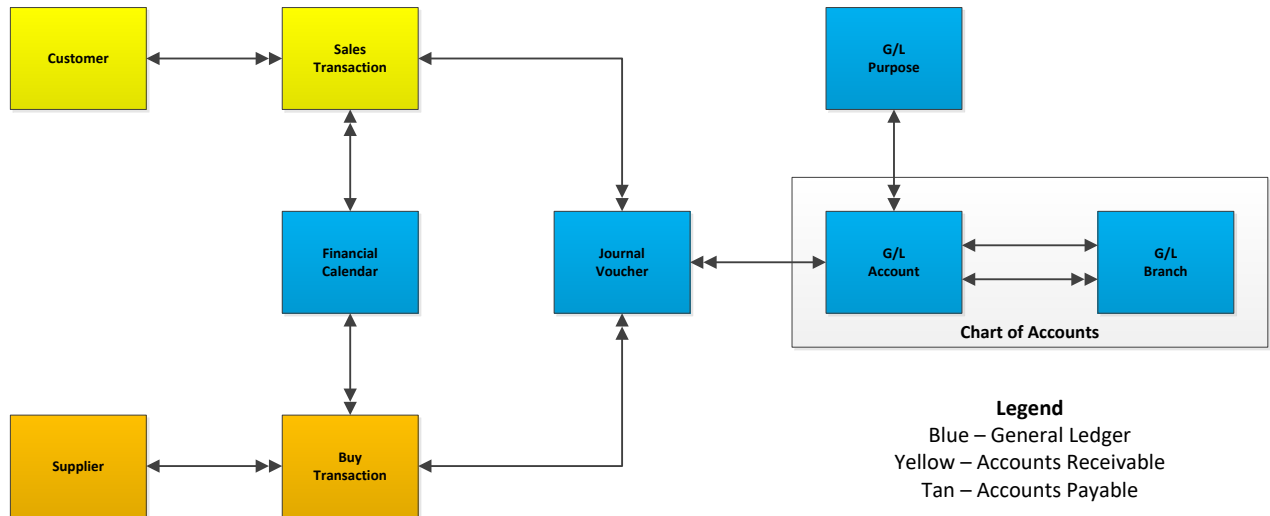 Customer
Sales
Transaction
G/L
Purpose
Financial
Calendar
Journal
Voucher
G/L
Account
G/L
Branch
Chart of Accounts
Supplier
Buy
Transaction
Legend
Blue – General Ledger
Yellow – Accounts Receivable
Tan – Accounts Payable